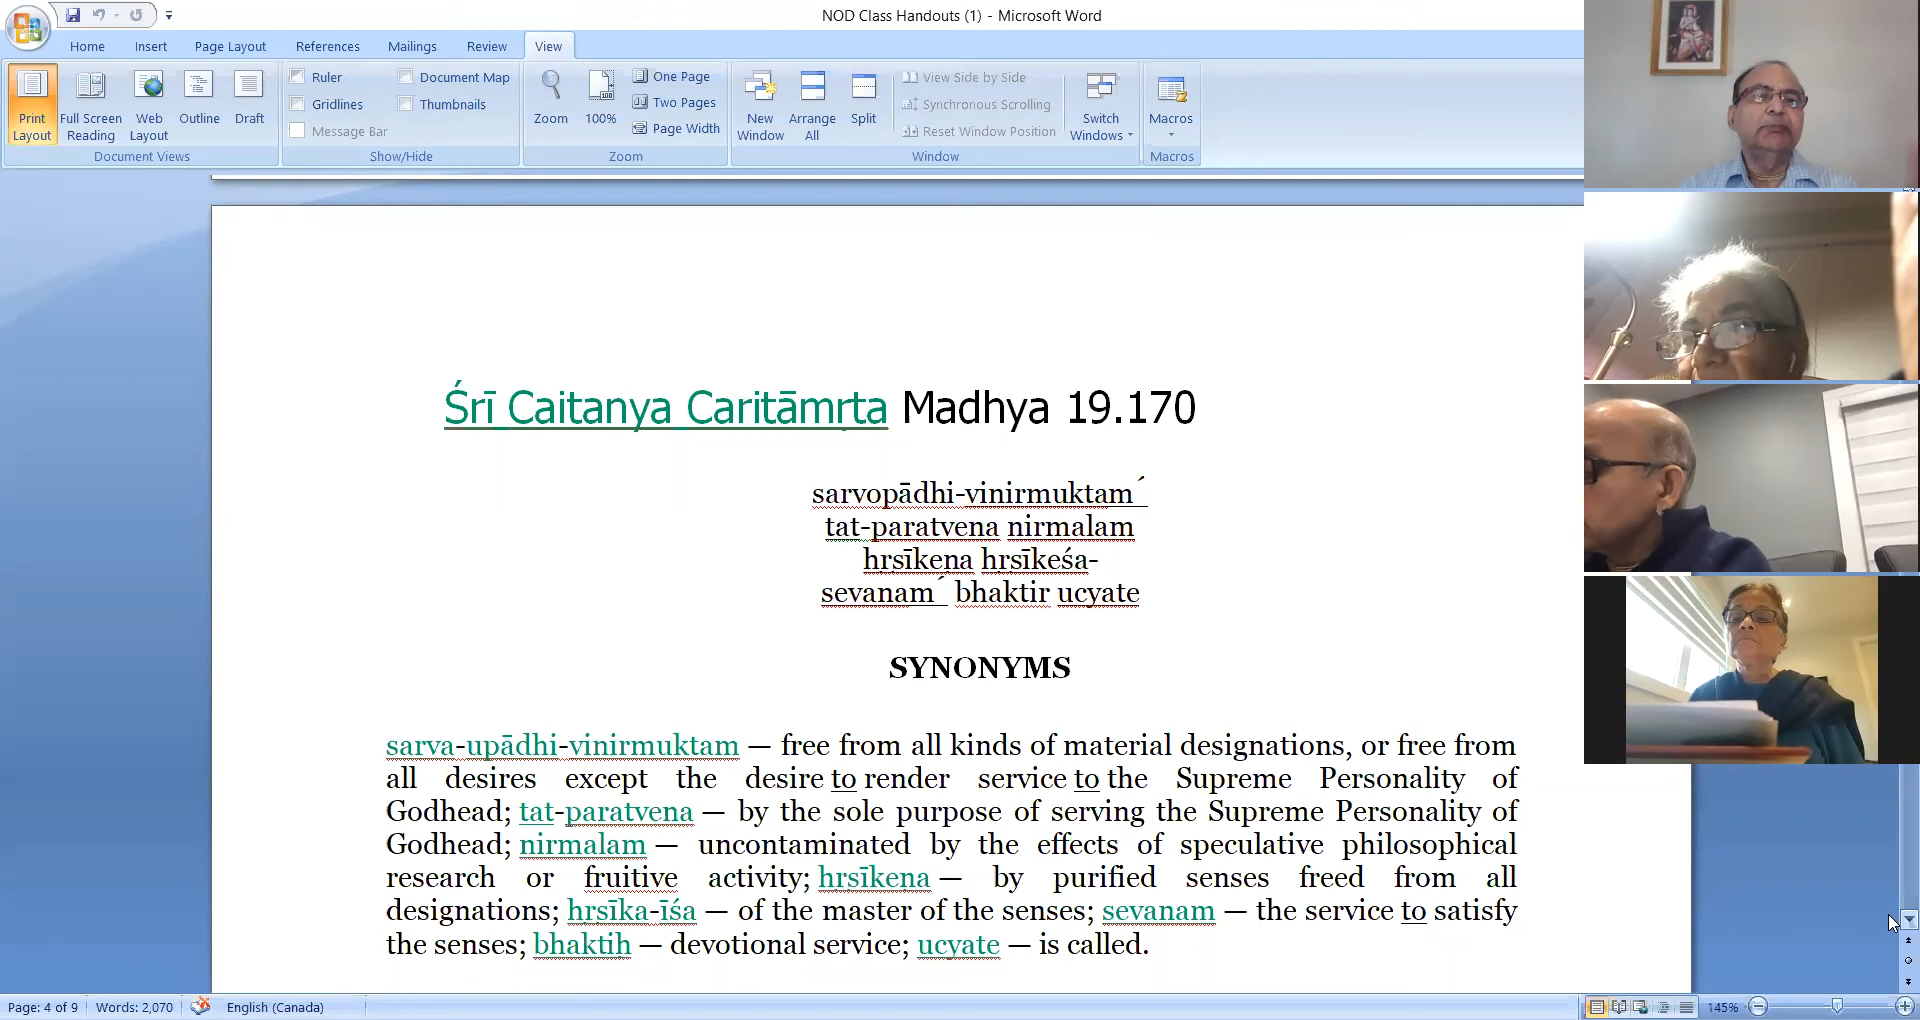 NOD Class Handouts (1) - Microsoft Word
Home Insert Page Layout References Mailings Review View
Print Layout
Full Screen Reading
Web Layout
Outline
Draft
Document Views
Ruler
Gridlines
Message Bar
Document Map
Thumbnails
Show/Hide
Zoom
100%
One Page
Two Pages
Page Width
Zoom
New Window
Arrange All
Split
View Side by Side
Synchronous Scrolling
Reset Window Position
Switch Windows
Window
Macros
Macros
Śrī Caitanya Caritāmṛta Madhya 19.170
sarvopādhi-vinirmuktam´
tat-paratvena nirmalam
hṛsīkeṇa hṛsīkeśa-
sevanam´ bhaktir ucyate
SYNONYMS
sarva-upādhi-vinirmuktam — free from all kinds of material designations, or free from
all desires except the desire to render service to the Supreme Personality of
Godhead; tat-paratvena — by the sole purpose of serving the Supreme Personality of
Godhead; nirmalam — uncontaminated by the effects of speculative philosophical
research or fruitive activity; hṛsīkeṇa — by purified senses freed from all
designations; hṛsīka-īśa — of the master of the senses; sevanam — the service to satisfy
the senses; bhaktiḥ — devotional service; ucyate — is called.
Page: 4 of 9 Words: 2,070 English (Canada) 145%